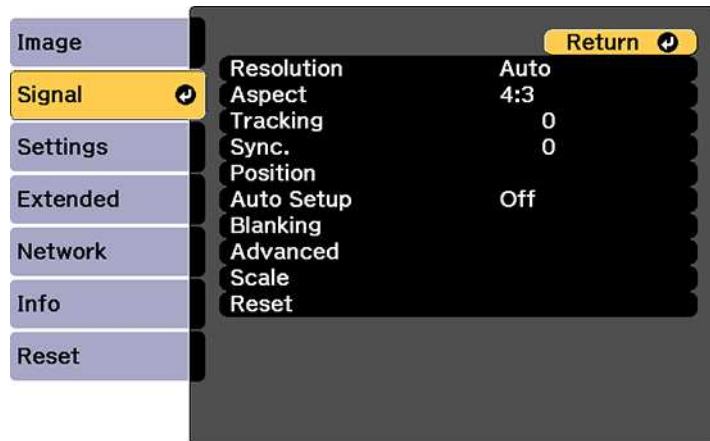 Image
Signal
Settings
Extended
Network
Info
Reset
Return
Resolution Auto
Aspect 4:3
Tracking 0
Sync. 0
Position
Auto Setup Off
Blanking
Advanced
Scale
Reset